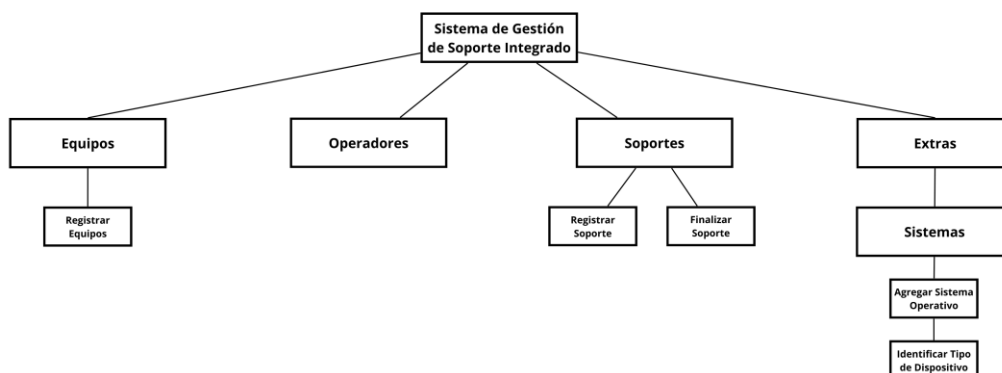 Sistema de Gestión
de Soporte Integrado
Equipos
Operadores
Soportes
Extras
Registrar
Equipos
Registrar
Soporte
Finalizar
Soporte
Sistemas
Agregar Sistema
Operativo
Identificar Tipo
de Dispositivo